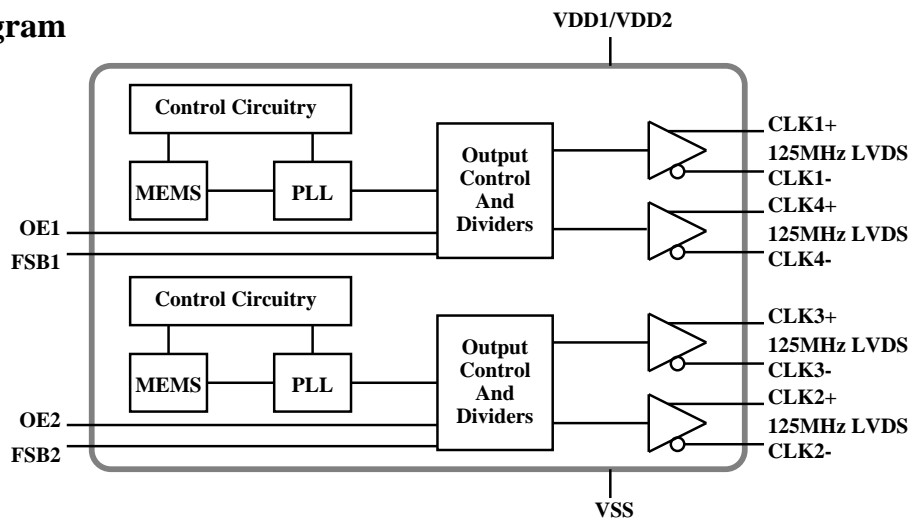 gram
VDD1/VDD2
Control Circuitry
MEMS
PLL
Output
Control
And
Dividers
CLK1+
125MHz LVDS
CLK1-
CLK4+
125MHz LVDS
CLK4-
OE1
FSB1
Control Circuitry
MEMS
PLL
Output
Control
And
Dividers
CLK3+
125MHz LVDS
CLK3-
CLK2+
125MHz LVDS
CLK2-
OE2
FSB2
VSS